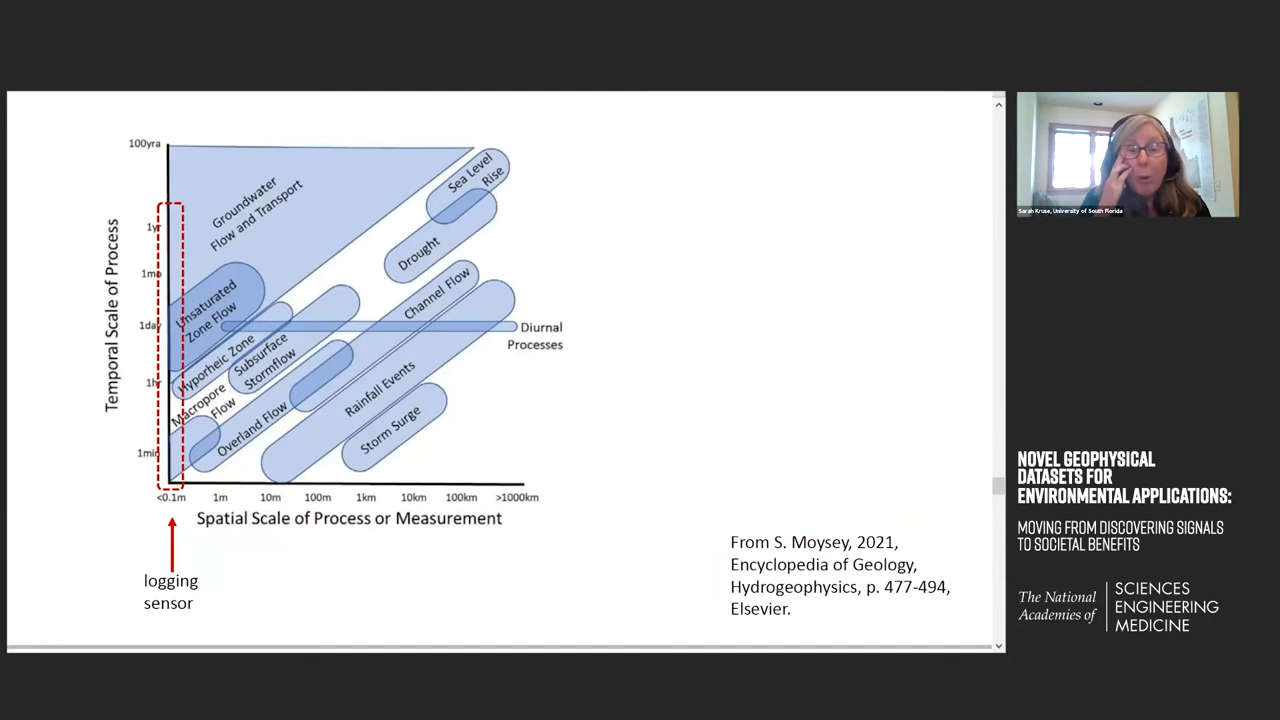 100yra
1yr
1mo
1day
1hr
1min
Temporal Scale of Process
Groundwater
Flow and Transport
Sea Level
Rise
Drought
Unsaturated
Zone Flow
Channel Flow
Diurnal
Processes
Hyporheic Zone
Subsurface
Stormflow
Macropore
Flow
Overland Flow
Rainfall Events
Storm Surge
<0.1m 1m 10m 100m 1km 10km 100km >1000km
Spatial Scale of Process or Measurement
logging
sensor
From S. Moysey, 2021,
Encyclopedia of Geology,
Hydrogeophysics, p. 477-494,
Elsevier.
Sarah Kruse, University of South Florida
NOVEL GEOPHYSICAL
DATASETS FOR
ENVIRONMENTAL APPLICATIONS:
MOVING FROM DISCOVERING SIGNALS
TO SOCIETAL BENEFITS
The National
Academies of
SCIENCES
ENGINEERING
MEDICINE